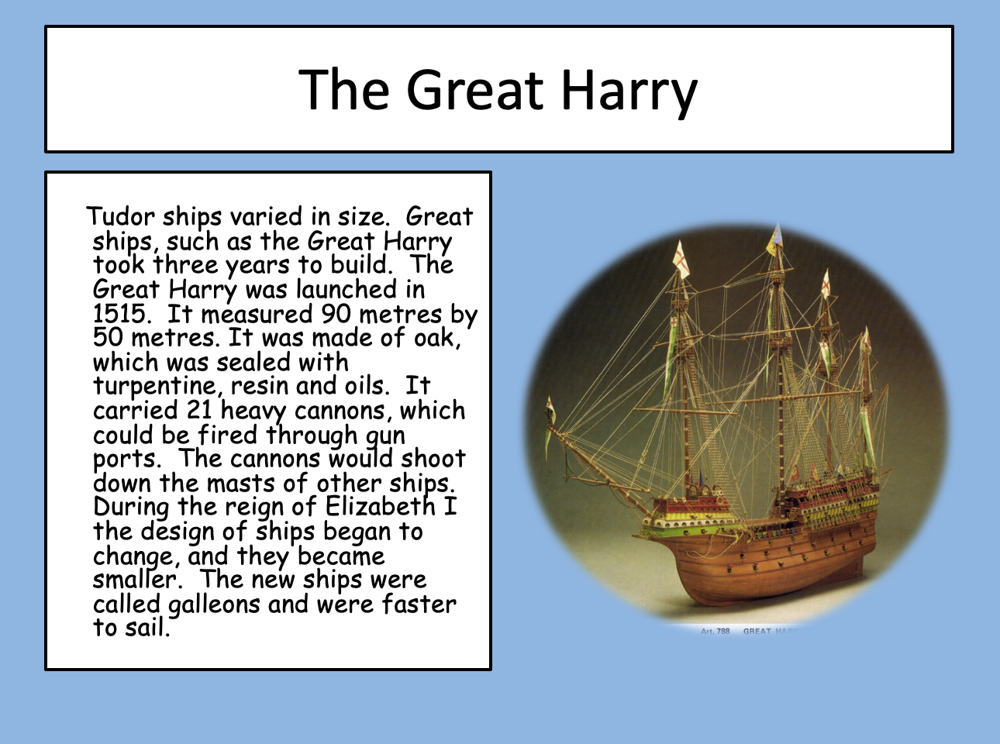 The Great Harry
Tudor ships varied in size.  Great
ships, such as the Great Harry
took three years to build.  The
Great Harry was launched in
1515.  It measured 90 metres by
50 metres. It was made of oak,
which was sealed with
turpentine, resin and oils.  It
carried 21 heavy cannons, which
could be fired through gun
ports.  The cannons would shoot
down the masts of other ships.
During the reign of Elizabeth I
the design of ships began to
change, and they became
smaller.  The new ships were
called galleons and were faster
to sail.
Art. 788 GREAT